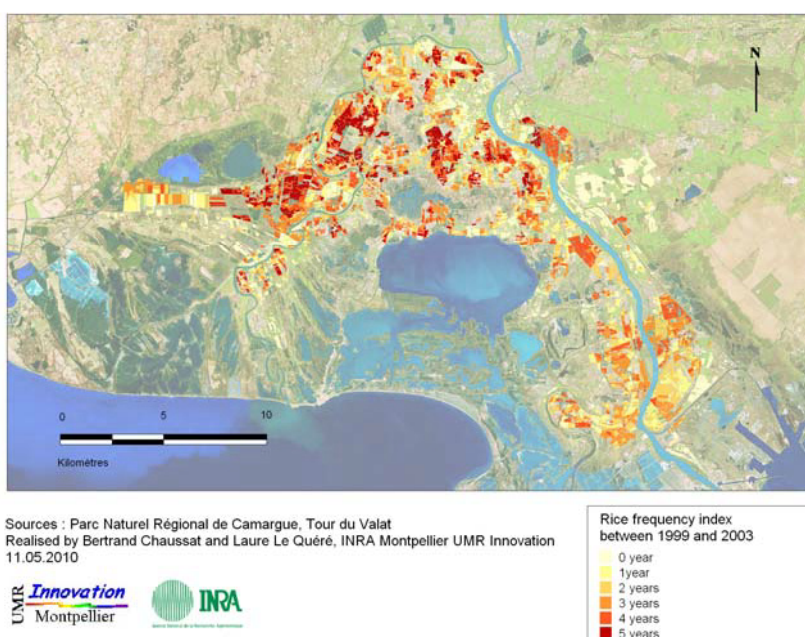 N
0 5 10
Kilomètres
Sources : Parc Naturel Régional de Camargue, Tour du Valat
Realised by Bertrand Chaussat and Laure Le Quéré, INRA Montpellier UMR Innovation
11.05.2010
UMR Innovation
Montpellier
INRA
Rice frequency index
between 1999 and 2003
0 year
1year
2 years
3 years
4 years
5 years